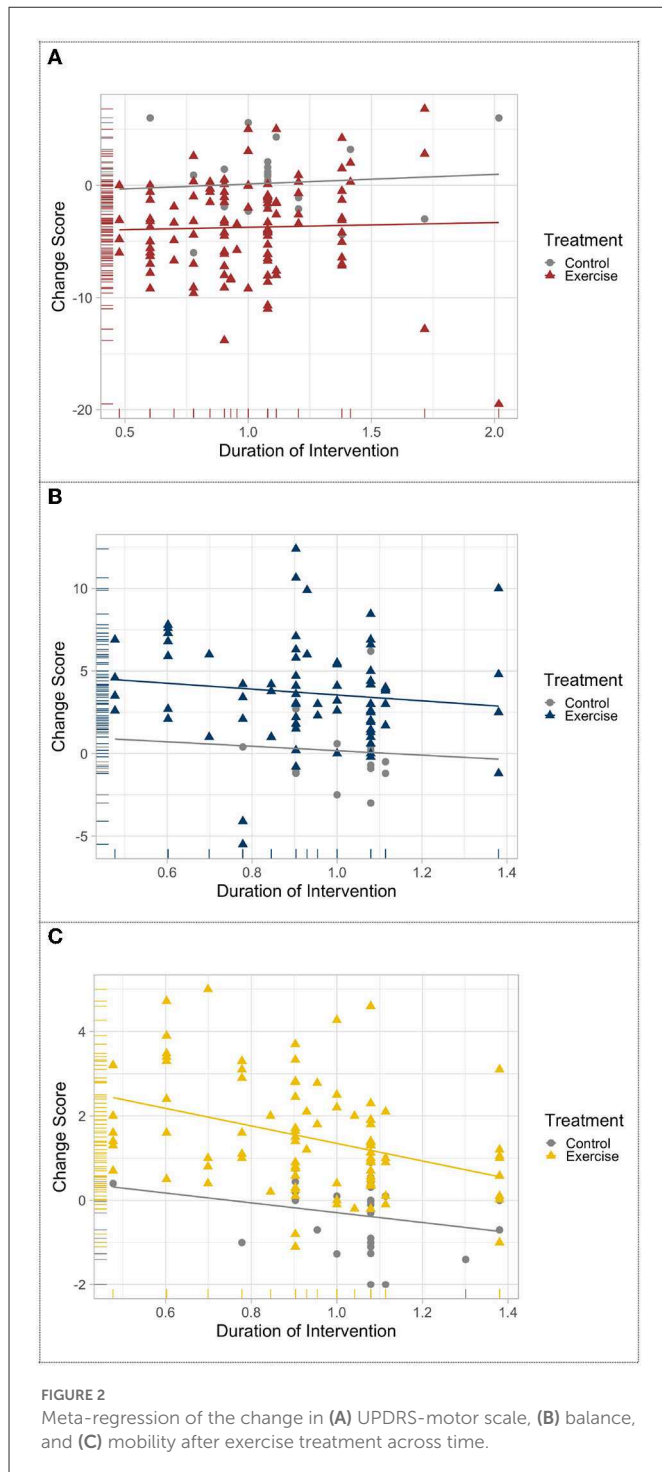 A
0
-10
-20
Change Score
0.5 1.0 1.5 2.0
Duration of Intervention
Treatment
Control
Exercise
B
10
5
0
-5
Change Score
0.6 0.8 1.0 1.2 1.4
Duration of Intervention
Treatment
Control
Exercise
C
4
2
0
-2
Change Score
0.6 0.8 1.0 1.2 1.4
Duration of Intervention
Treatment
Control
Exercise
FIGURE 2
Meta-regression of the change in (A) UPDRS-motor scale, (B) balance,
and (C) mobility after exercise treatment across time.